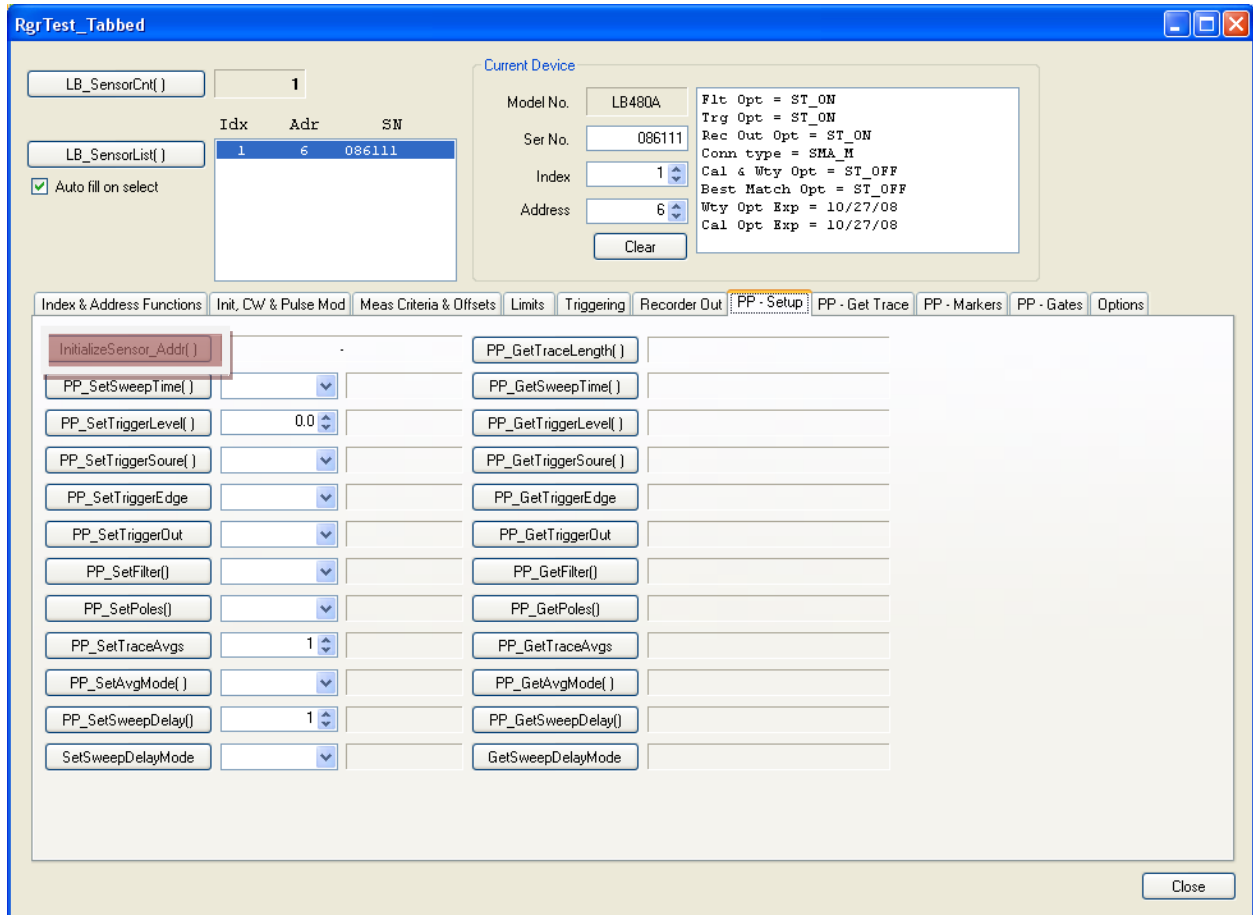 RgrTest_Tabbed
LB_SensorCnt( )
1
Idx Adr SN
LB_SensorList( )
1 6 086111
Auto fill on select
Current Device
Model No. LB480A
Ser No. 086111
Index 1
Address 6
Clear
Flt Opt = ST_ON
Trg Opt = ST_ON
Rec Out Opt = ST_ON
Conn type = SMA_M
Cal & Wty Opt = ST_OFF
Best Match Opt = ST_OFF
Wty Opt Exp = 10/27/08
Cal Opt Exp = 10/27/08
Index & Address Functions Init, CW & Pulse Mod Meas Criteria & Offsets Limits Triggering Recorder Out PP - Setup PP - Get Trace PP - Markers PP - Gates Options
InitializeSensor_Addr( ) - PP_GetTraceLength( )
PP_SetSweepTime( ) PP_GetSweepTime( )
PP_SetTriggerLevel( ) 0.0 PP_GetTriggerLevel( )
PP_SetTriggerSoure( ) PP_GetTriggerSoure( )
PP_SetTriggerEdge PP_GetTriggerEdge
PP_SetTriggerOut PP_GetTriggerOut
PP_SetFilter() PP_GetFilter()
PP_SetPoles() PP_GetPoles()
PP_SetTraceAvgs 1 PP_GetTraceAvgs
PP_SetAvgMode( ) PP_GetAvgMode( )
PP_SetSweepDelay() 1 PP_GetSweepDelay()
SetSweepDelayMode GetSweepDelayMode
Close